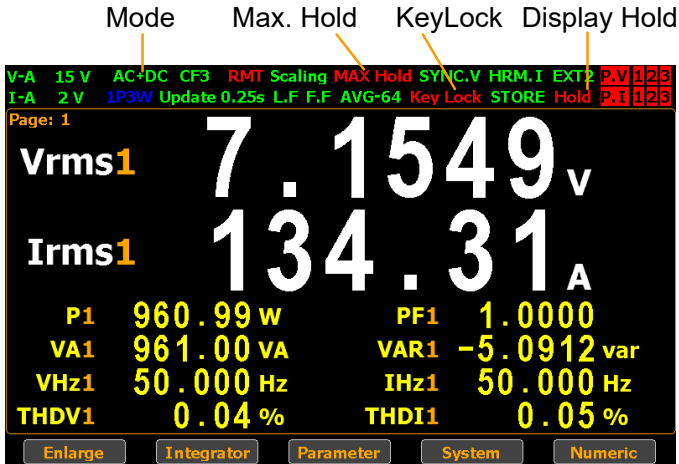 Mode Max. Hold KeyLock Display Hold
V-A 15 V AC+DC CF3 RMT Scaling MAX Hold SYNC.V HRM.I EXT2 P.V 1 2 3
I-A 2 V 1P3W Update 0.25s L.F F.F AVG-64 Key Lock STORE Hold P.I 1 2 3
Page: 1
Vrms1 7.1549 V
Irms1 134.31 A
P1 960.99 W PF1 1.0000
VA1 961.00 VA VAR1 -5.0912 var
VHz1 50.000 Hz IHz1 50.000 Hz
THDV1 0.04 % THDI1 0.05 %
Enlarge Integrator Parameter System Numeric